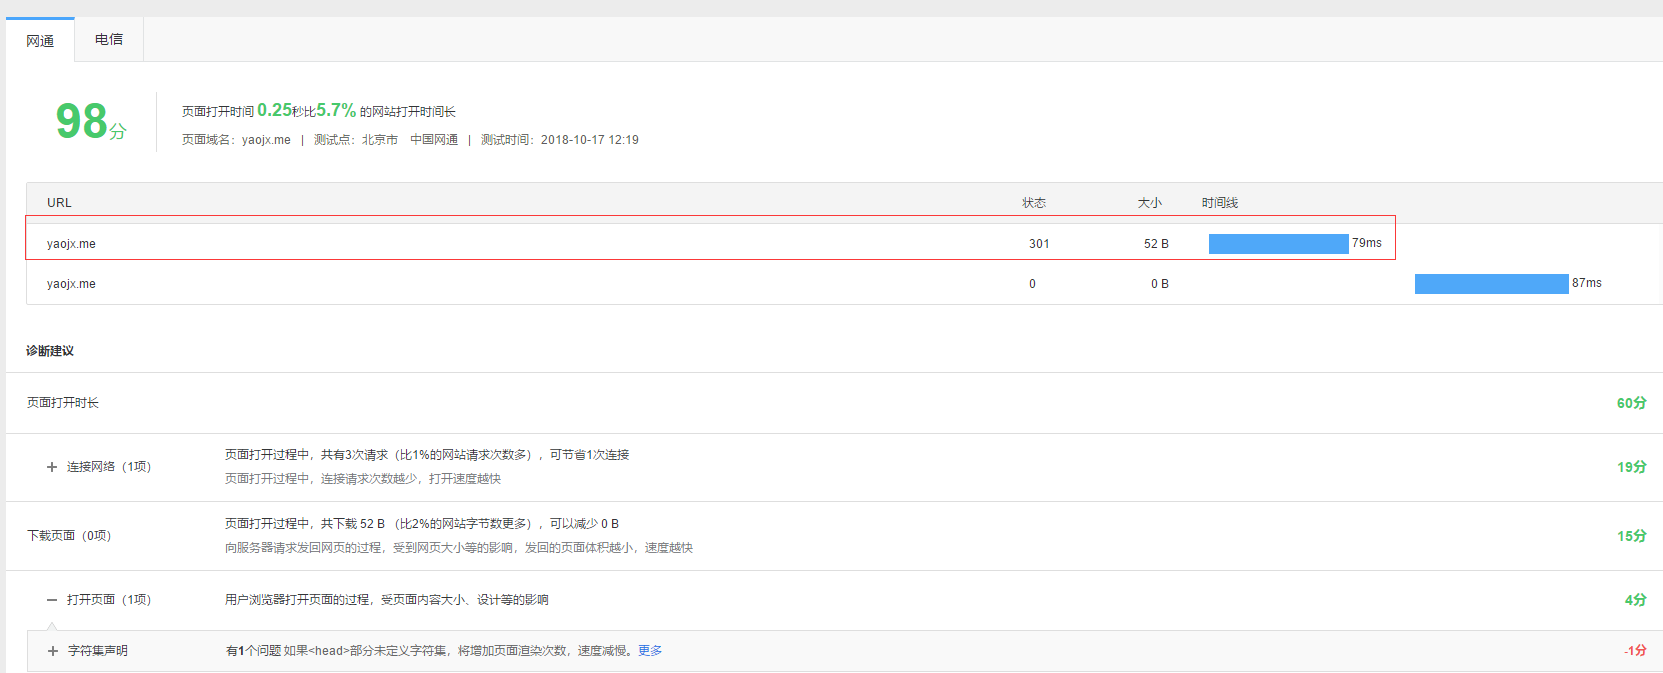 网通 电信
98分
页面打开时间 0.25秒比5.7% 的网站打开时间长
页面域名：yaojx.me | 测试点：北京市 中国网通 | 测试时间：2018-10-17 12:19
URL 状态 大小 时间线
yaojx.me 301 52 B 79ms
yaojx.me 0 0 B 87ms
诊断建议
页面打开时长 60分
连接网络（1项） 页面打开过程中，共有3次请求（比1%的网站请求次数多），可节省1次连接 19分
页面打开过程中，连接请求次数越少，打开速度越快
下载页面（0项） 页面打开过程中，共下载 52 B （比2%的网站字节数更多），可以减少 0 B 15分
向服务器请求发回网页的过程，受到网页大小等的影响，发回的页面体积越小，速度越快
打开页面（1项） 用户浏览器打开页面的过程，受页面内容大小、设计等的影响 4分
字符集声明 有1个问题 如果<head>部分未定义字符集，将增加页面渲染次数，速度减慢。更多 -1分